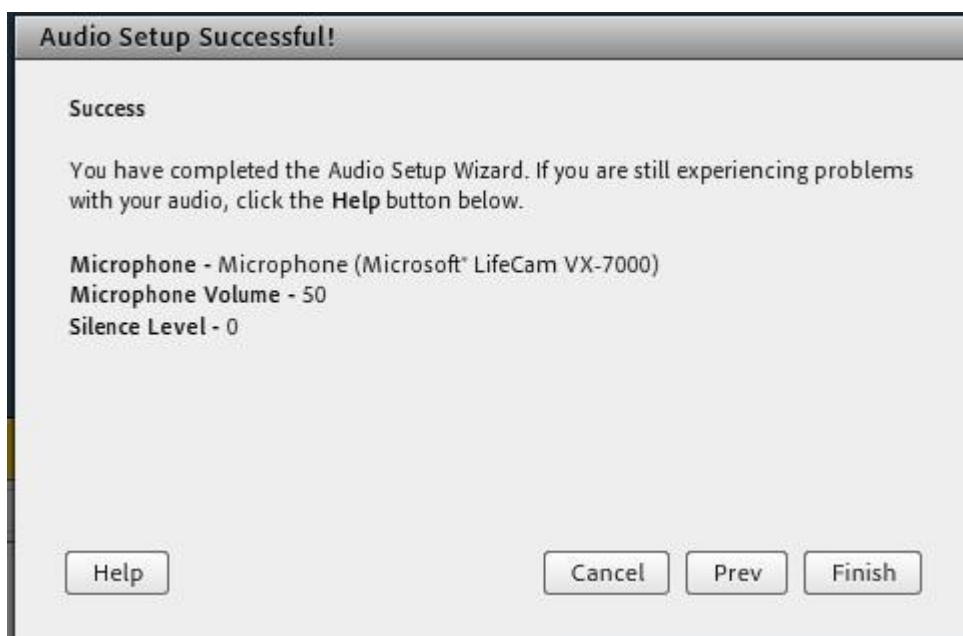 Audio Setup Successful!
Success
You have completed the Audio Setup Wizard. If you are still experiencing problems
with your audio, click the Help button below.
Microphone - Microphone (Microsoft® LifeCam VX-7000)
Microphone Volume - 50
Silence Level - 0
Help Cancel Prev Finish